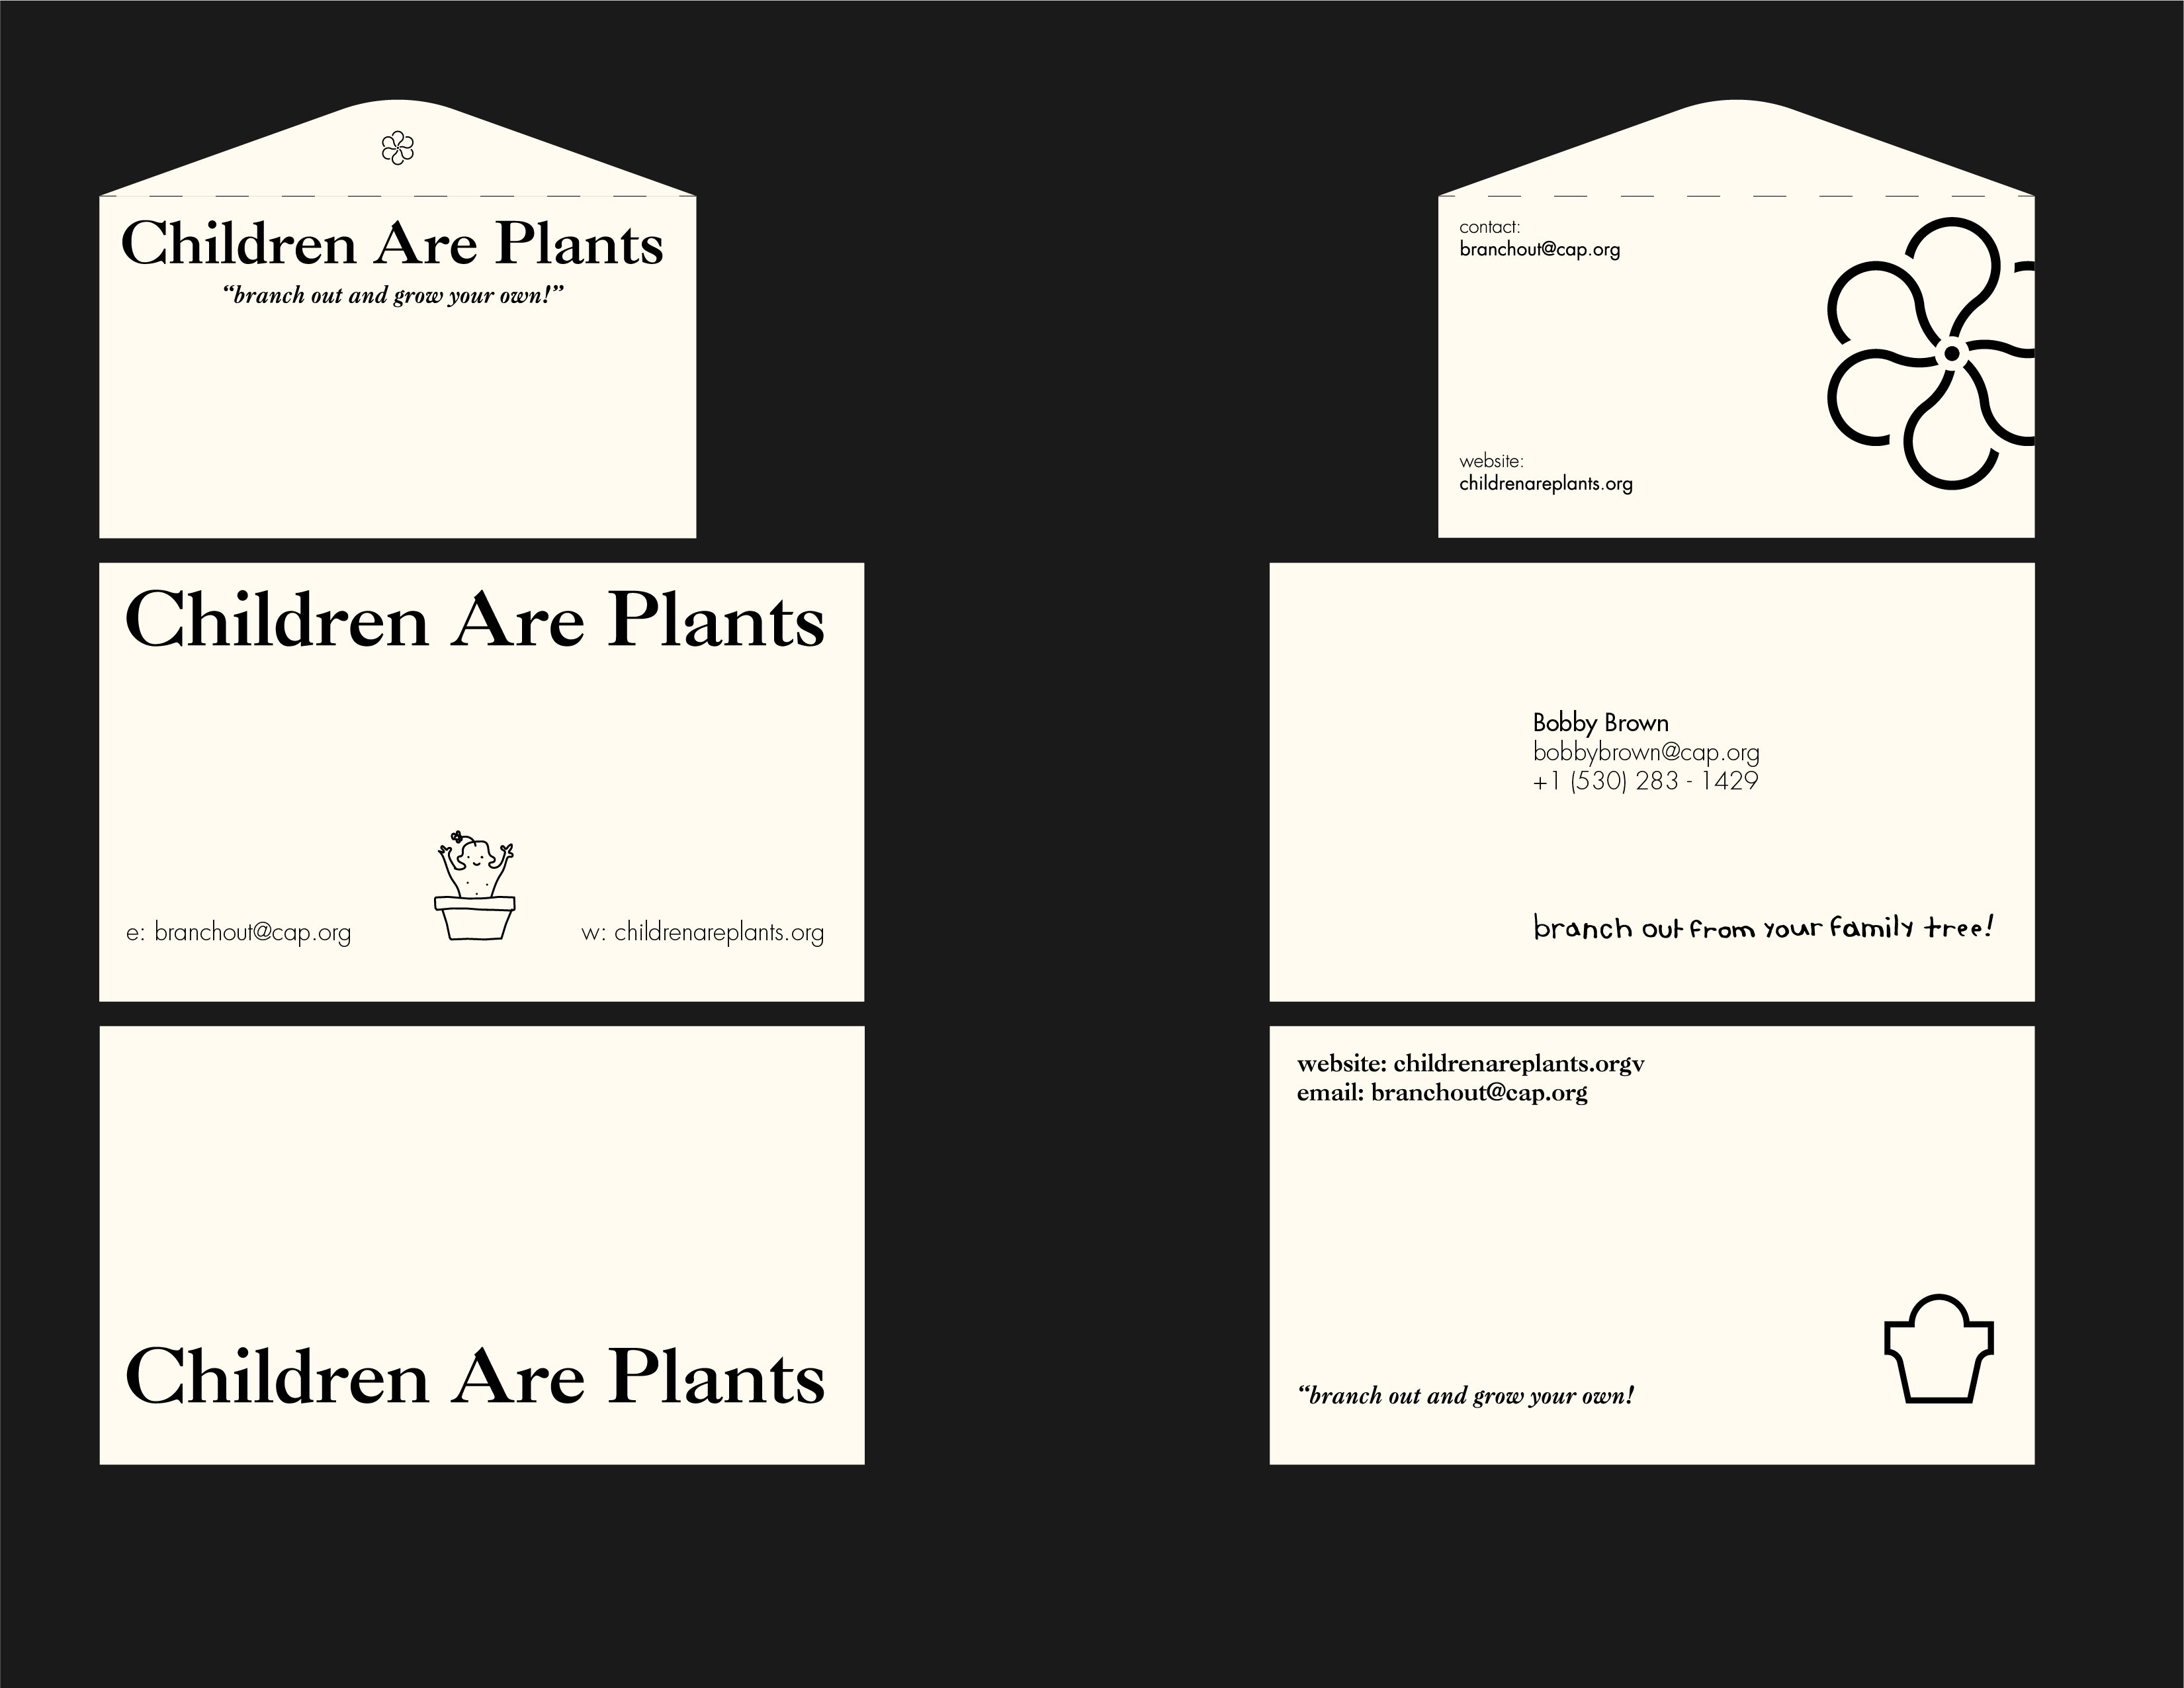 Children Are Plants
“branch out and grow your own!”
contact:
branchout@cap.org
website:
childrenareplants.org
Children Are Plants
e: branchout@cap.org
w: childrenareplants.org
Bobby Brown
bobbybrown@cap.org
+1 (530) 283 - 1429
branch out from your family tree!
Children Are Plants
website: childrenareplants.orgv
email: branchout@cap.org
“branch out and grow your own!